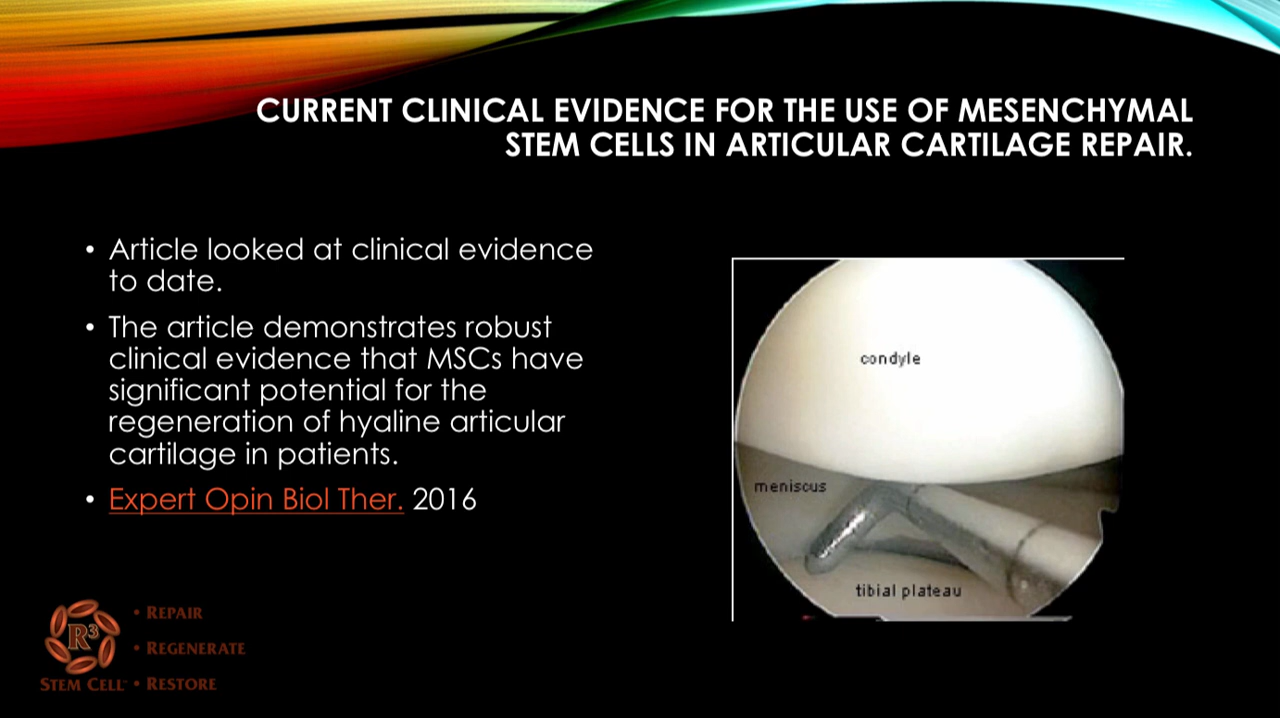 CURRENT CLINICAL EVIDENCE FOR THE USE OF MESENCHYMAL
STEM CELLS IN ARTICULAR CARTILAGE REPAIR.
• Article looked at clinical evidence
to date.
• The article demonstrates robust
clinical evidence that MSCs have
significant potential for the
regeneration of hyaline articular
cartilage in patients.
• Expert Opin Biol Ther. 2016
condyle
meniscus
tibial plateau
R³
STEM CELL™
• REPAIR
• REGENERATE
• RESTORE